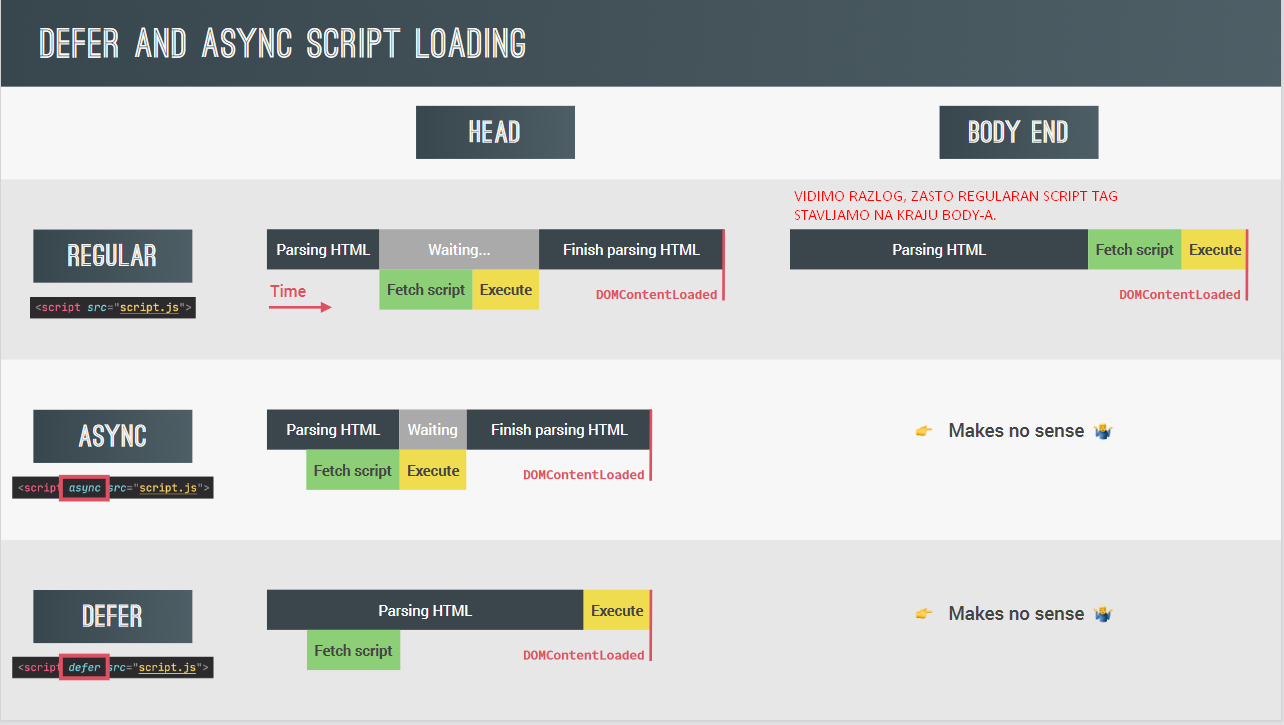 DEFER AND ASYNC SCRIPT LOADING
HEAD
BODY END
VIDIMO RAZLOG, ZASTO REGULARAN SCRIPT TAG
STAVLJAMO NA KRAJU BODY-A.
REGULAR
<script src="script.js">
Parsing HTML
Waiting...
Finish parsing HTML
Fetch script
Execute
Time
DOMContentLoaded
Parsing HTML
Fetch script
Execute
DOMContentLoaded
ASYNC
<script async src="script.js">
Parsing HTML
Waiting
Finish parsing HTML
Fetch script
Execute
DOMContentLoaded
👉 Makes no sense 🤷‍♂️
DEFER
<script defer src="script.js">
Parsing HTML
Execute
Fetch script
DOMContentLoaded
👉 Makes no sense 🤷‍♂️